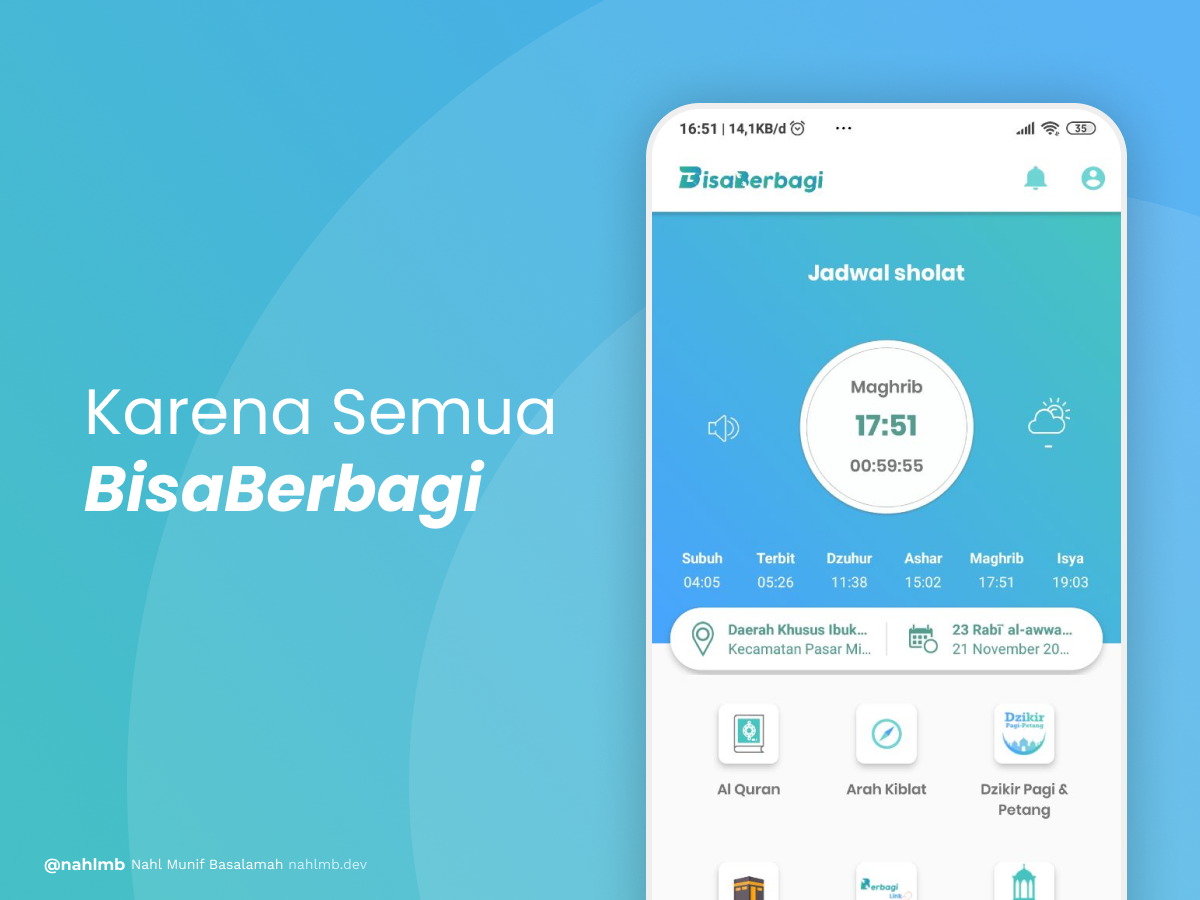 16:51 | 14,1KB/d ... 35
BisaBerbagi
Jadwal sholat
Maghrib
17:51
00:59:55
Karena Semua
BisaBerbagi
Subuh Terbit Dzuhur Ashar Maghrib Isya
04:05 05:26 11:38 15:02 17:51 19:03
Daerah Khusus Ibuk... 23 Rabī' al-awwa...
Kecamatan Pasar Mi... 21 November 20...
Dzikir
Pagi-Petang
Al Quran Arah Kiblat Dzikir Pagi &
Petang
Berbagi
LINK
@nahlmb Nahl Munif Basalamah nahlmb.dev